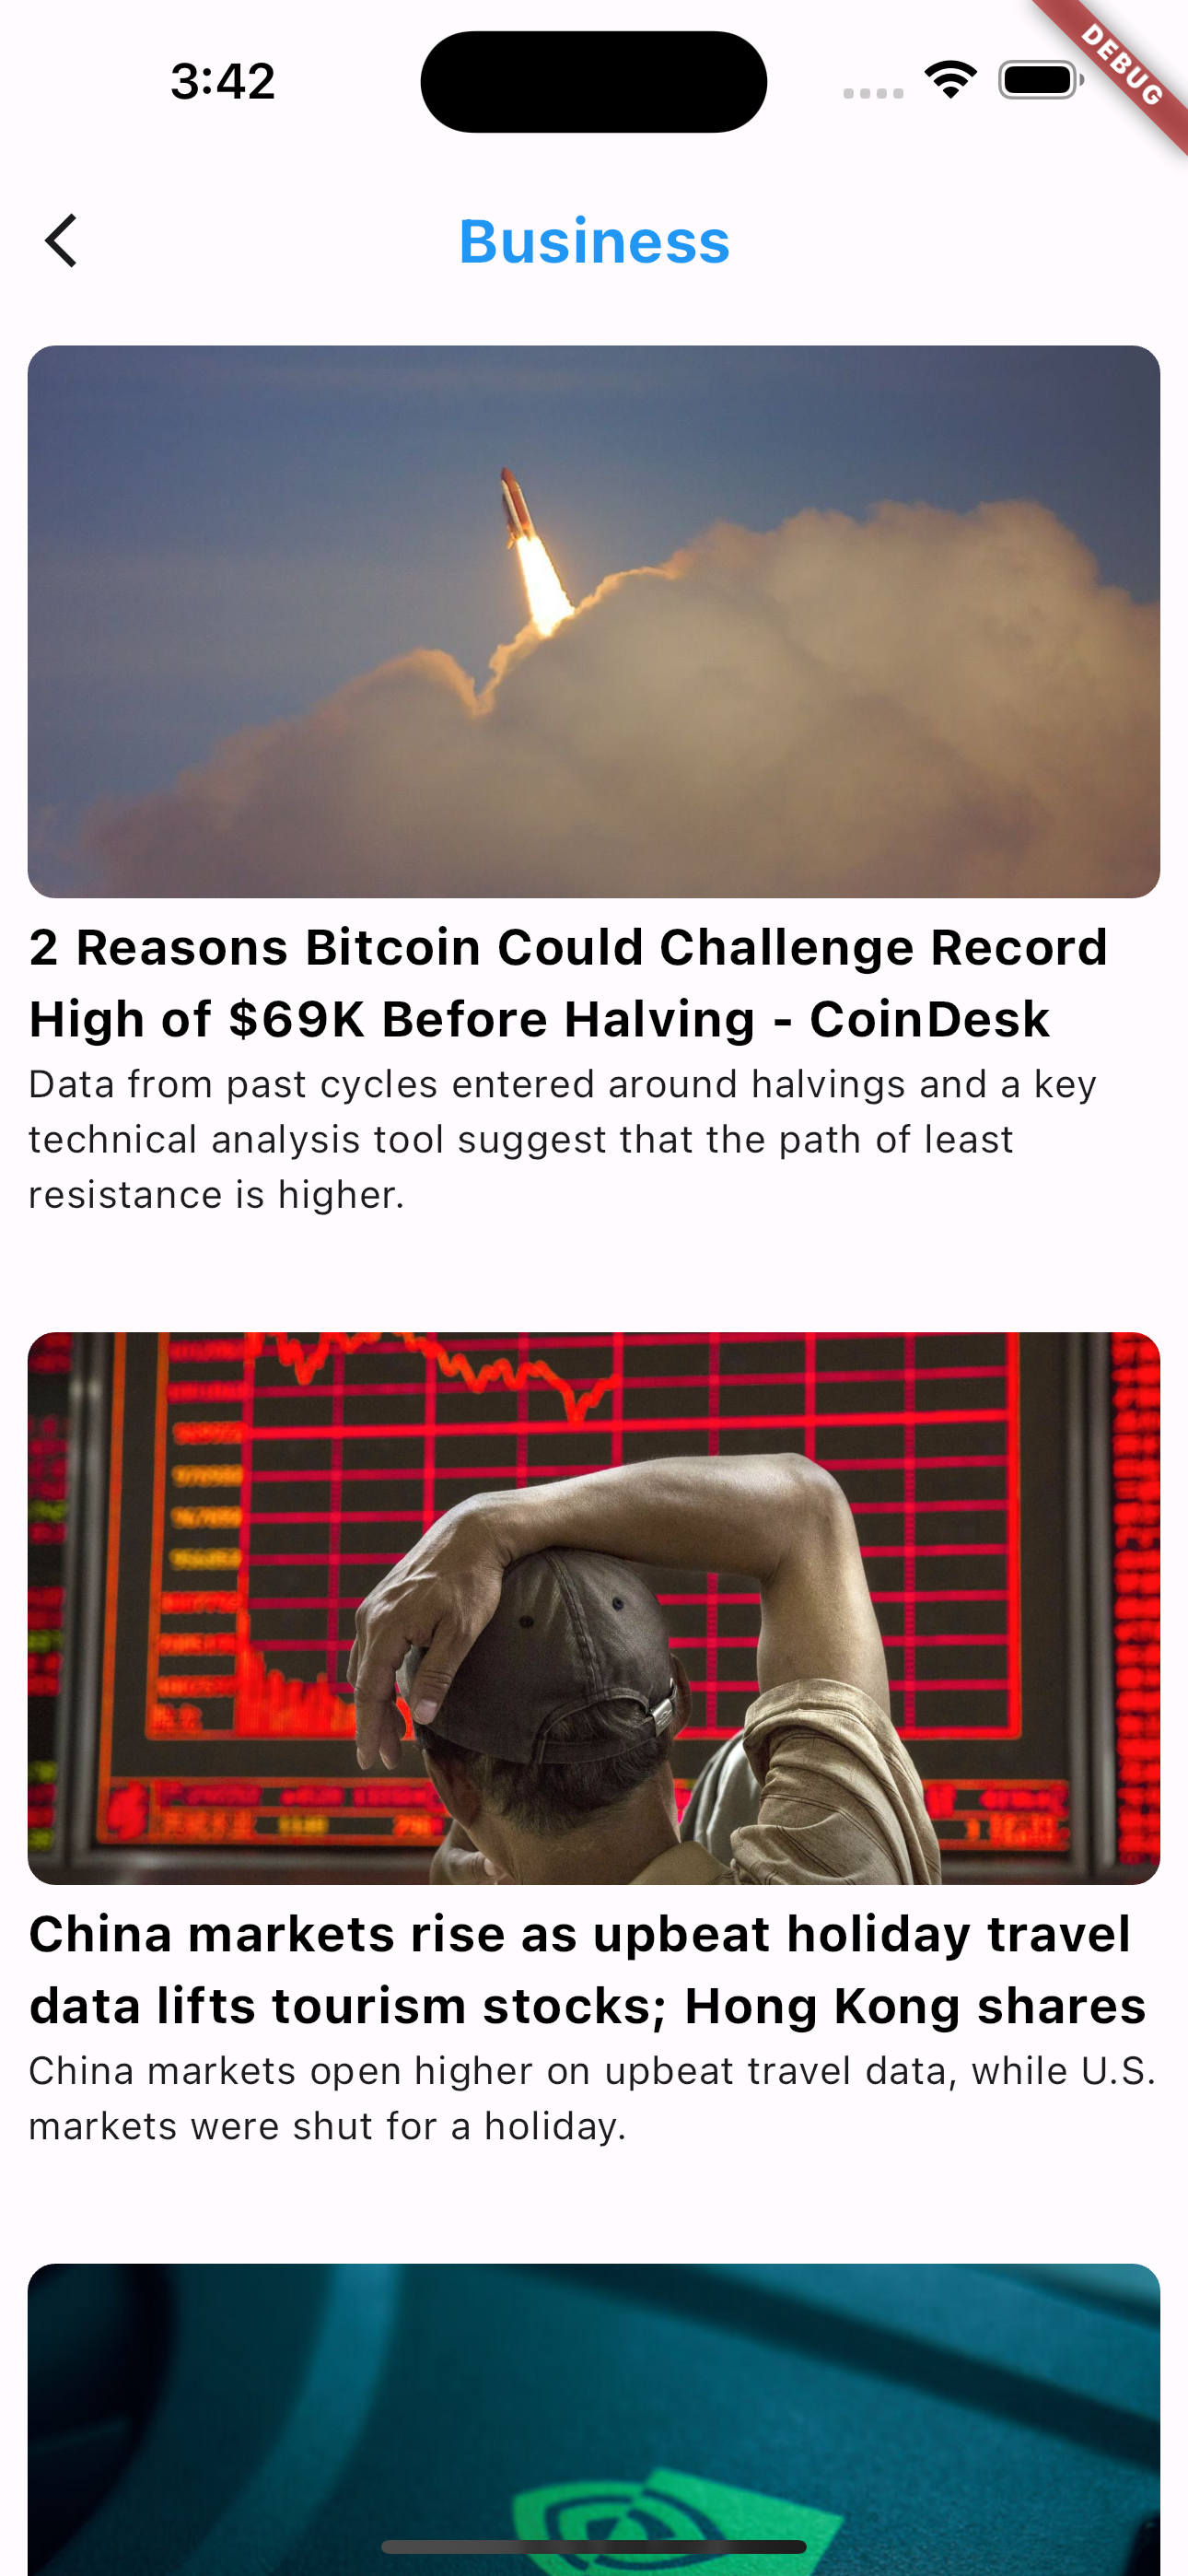 3:42
DEBUG
Business
2 Reasons Bitcoin Could Challenge Record
High of $69K Before Halving - CoinDesk
Data from past cycles entered around halvings and a key
technical analysis tool suggest that the path of least
resistance is higher.
China markets rise as upbeat holiday travel
data lifts tourism stocks; Hong Kong shares
China markets open higher on upbeat travel data, while U.S.
markets were shut for a holiday.